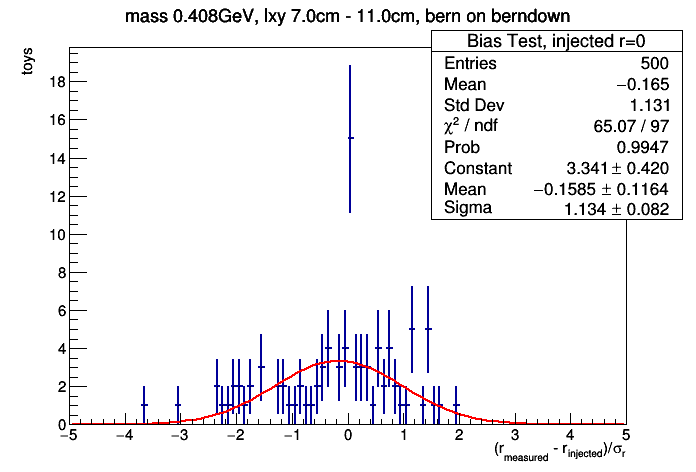 mass 0.408GeV, lxy 7.0cm - 11.0cm, bern on berndown
Bias Test, injected r=0
Entries 500
Mean −0.165
Std Dev 1.131
χ² / ndf 65.07 / 97
Prob 0.9947
Constant 3.341 ± 0.420
Mean −0.1585 ± 0.1164
Sigma 1.134 ± 0.082
toys
18
16
14
12
10
8
6
4
2
0
−5 −4 −3 −2 −1 0 1 2 3 4 5
(r_measured - r_injected)/σ_r